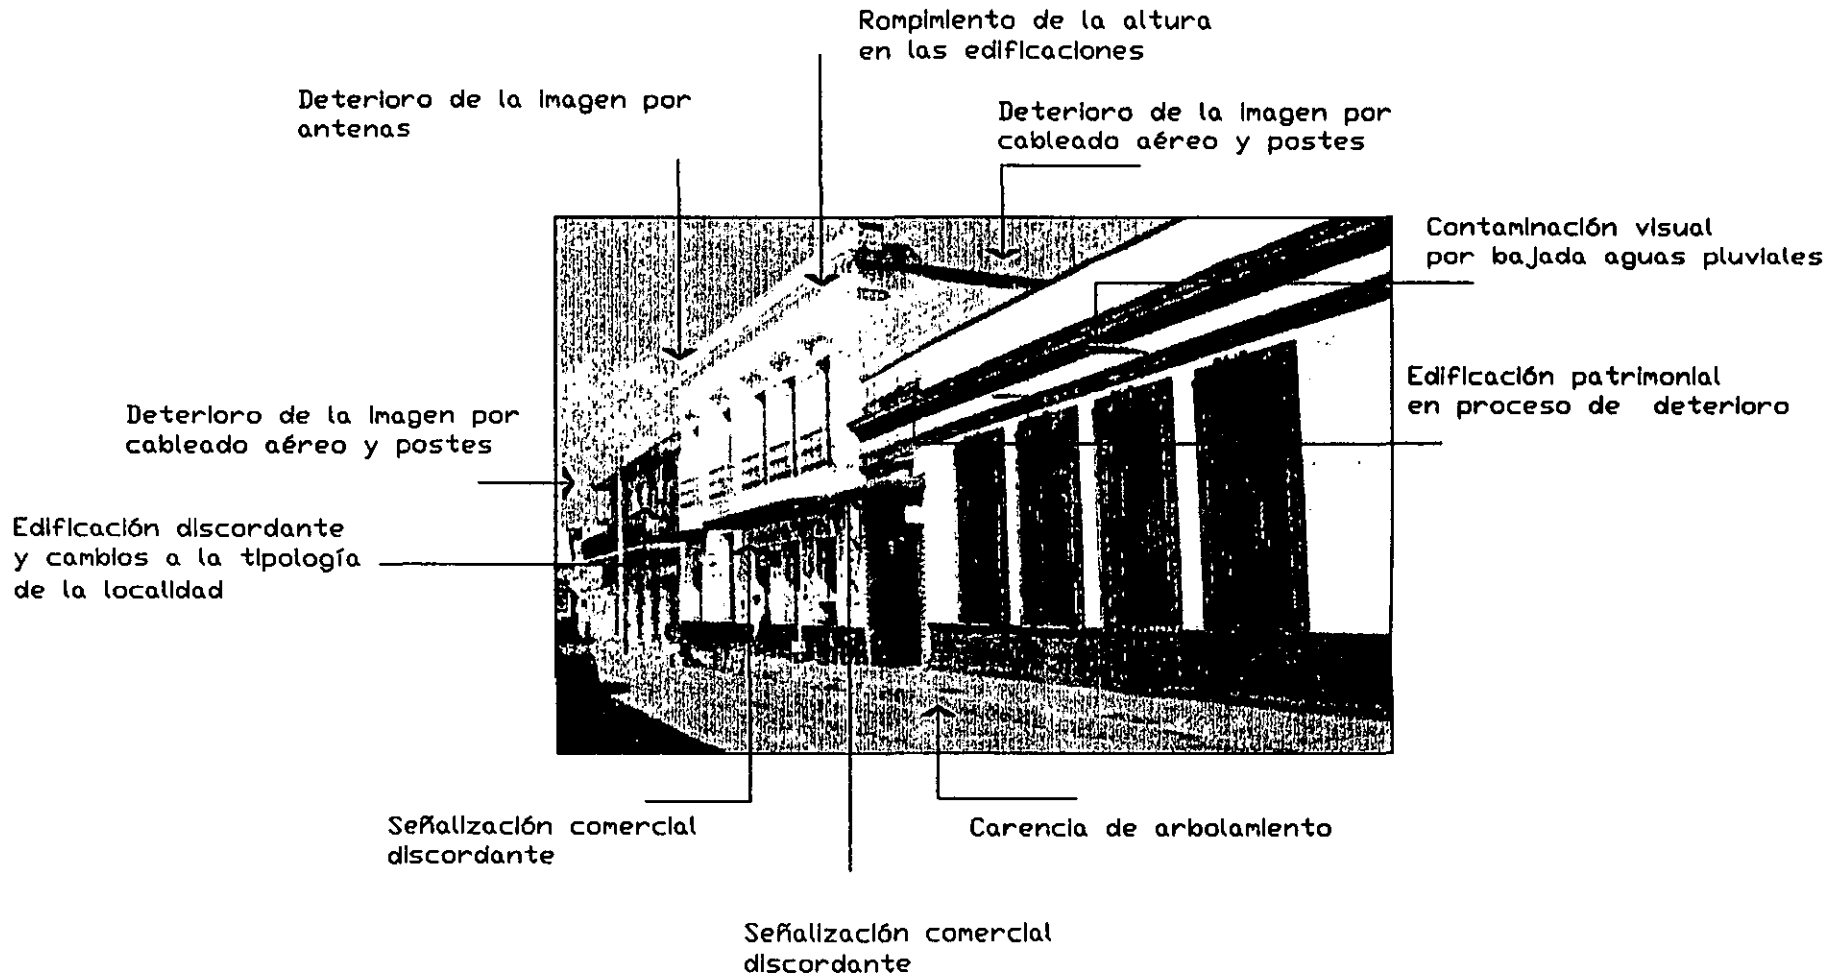 Rompimiento de la altura
en las edificaciones
Deterioro de la imagen por
antenas
Deterioro de la imagen por
cableado aéreo y postes
Contaminación visual
por bajada aguas pluviales
Edificación patrimonial
en proceso de deterioro
Deterioro de la imagen por
cableado aéreo y postes
Edificación discordante
y cambios a la tipología
de la localidad
Señalización comercial
discordante
Carencia de arbolamiento
Señalización comercial
discordante